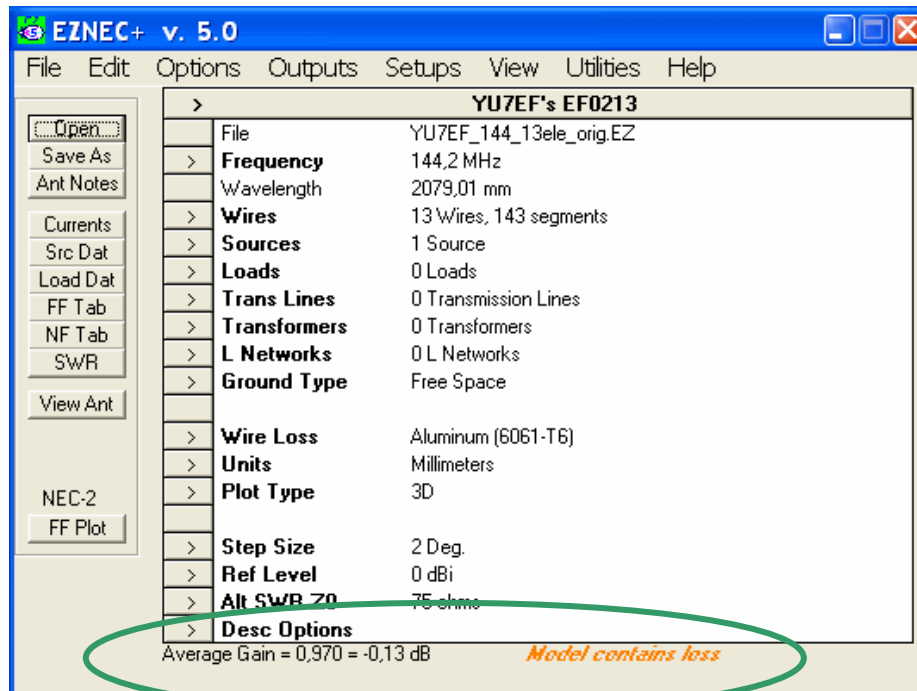 EZNEC+ v. 5.0
File Edit Options Outputs Setups View Utilities Help
Open
Save As
Ant Notes
Currents
Src Dat
Load Dat
FF Tab
NF Tab
SWR
View Ant
NEC-2
FF Plot
> YU7EF's EF0213
File YU7EF_144_13ele_orig.EZ
> Frequency 144,2 MHz
Wavelength 2079,01 mm
> Wires 13 Wires, 143 segments
> Sources 1 Source
> Loads 0 Loads
> Trans Lines 0 Transmission Lines
> Transformers 0 Transformers
> L Networks 0 L Networks
> Ground Type Free Space
> Wire Loss Aluminum (6061-T6)
> Units Millimeters
> Plot Type 3D
> Step Size 2 Deg.
> Ref Level 0 dBi
> Alt SWR Z0 75 ohms
> Desc Options
Average Gain = 0,970 = -0,13 dB Model contains loss